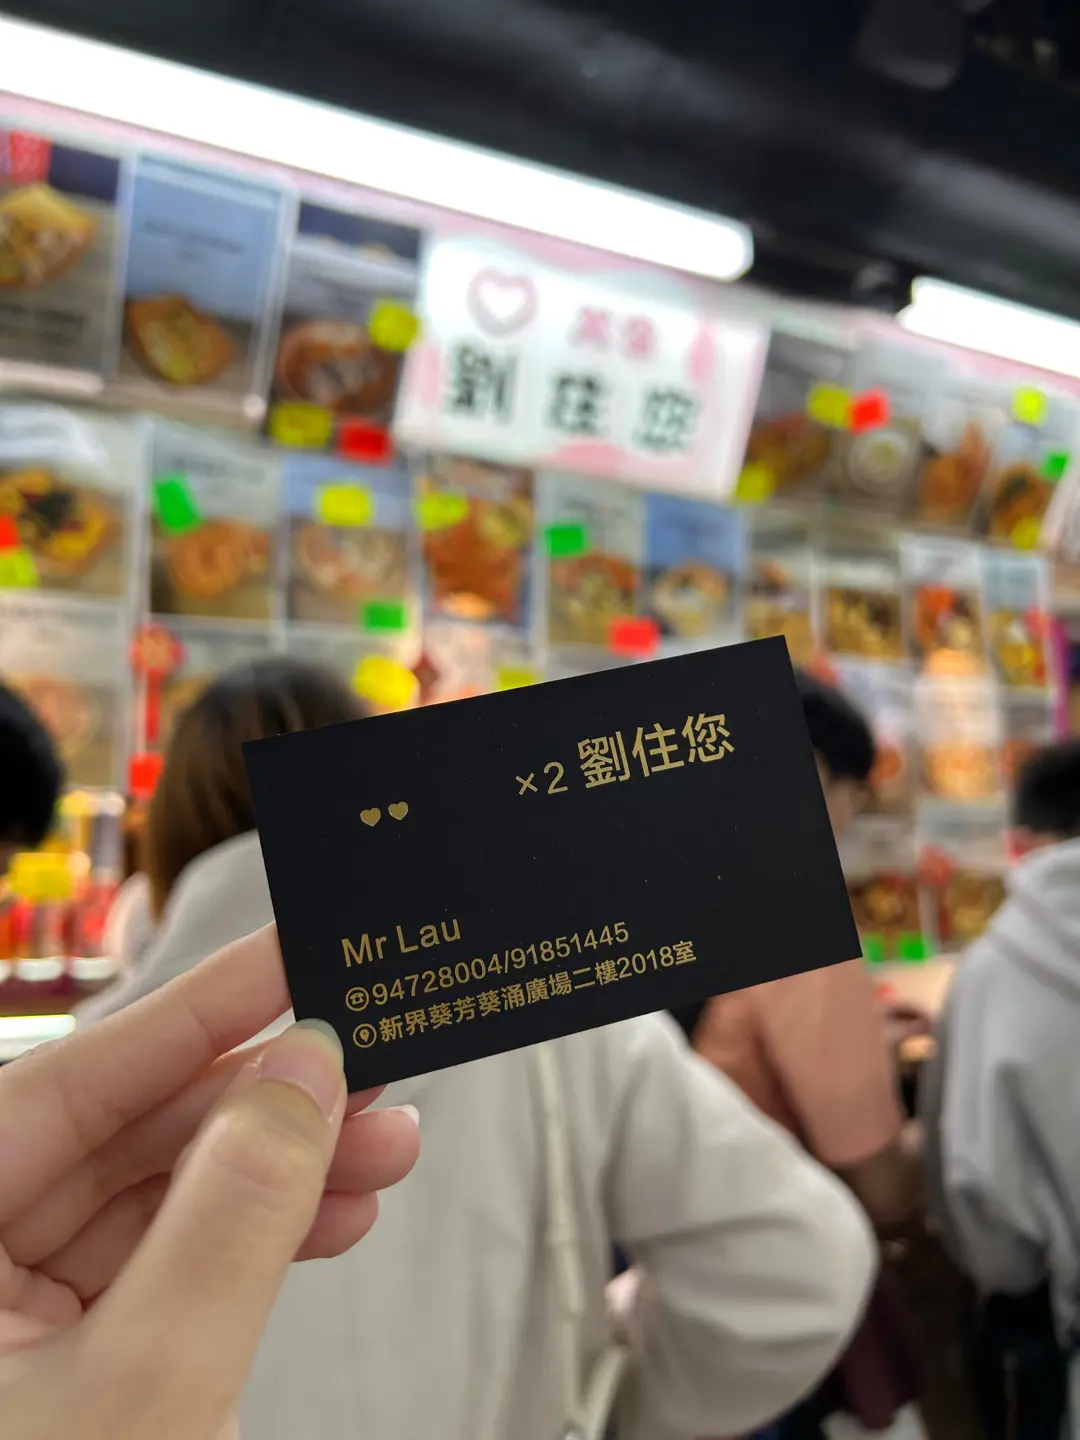 劉住您
×2 劉住您
Mr Lau
94728004/91851445
新界葵芳葵涌廣場二樓2018室